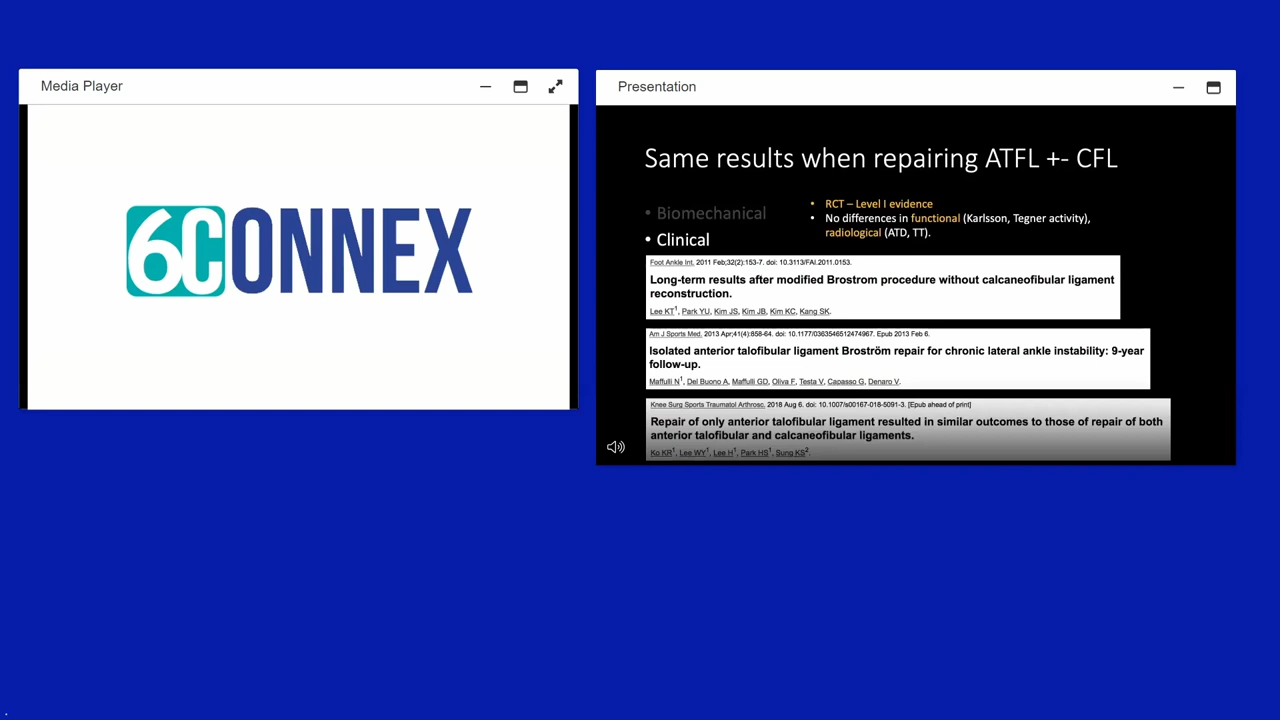 Media Player
6CONNEX
Presentation
Same results when repairing ATFL +- CFL
• Biomechanical
• Clinical
• RCT – Level I evidence
• No differences in functional (Karlsson, Tegner activity),
radiological (ATD, TT).
Foot Ankle Int. 2011 Feb;32(2):153-7. doi: 10.3113/FAI.2011.0153.
Long-term results after modified Brostrom procedure without calcaneofibular ligament
reconstruction.
Lee KT1, Park YU, Kim JS, Kim JB, Kim KC, Kang SK.
Am J Sports Med. 2013 Apr;41(4):858-64. doi: 10.1177/0363546512474967. Epub 2013 Feb 6.
Isolated anterior talofibular ligament Broström repair for chronic lateral ankle instability: 9-year
follow-up.
Maffulli N1, Del Buono A, Maffulli GD, Oliva F, Testa V, Capasso G, Denaro V.
Knee Surg Sports Traumatol Arthrosc. 2018 Aug 6. doi: 10.1007/s00167-018-5091-3. [Epub ahead of print]
Repair of only anterior talofibular ligament resulted in similar outcomes to those of repair of both
anterior talofibular and calcaneofibular ligaments.
Ko KR1, Lee WY1, Lee H1, Park HS1, Sung KS2.